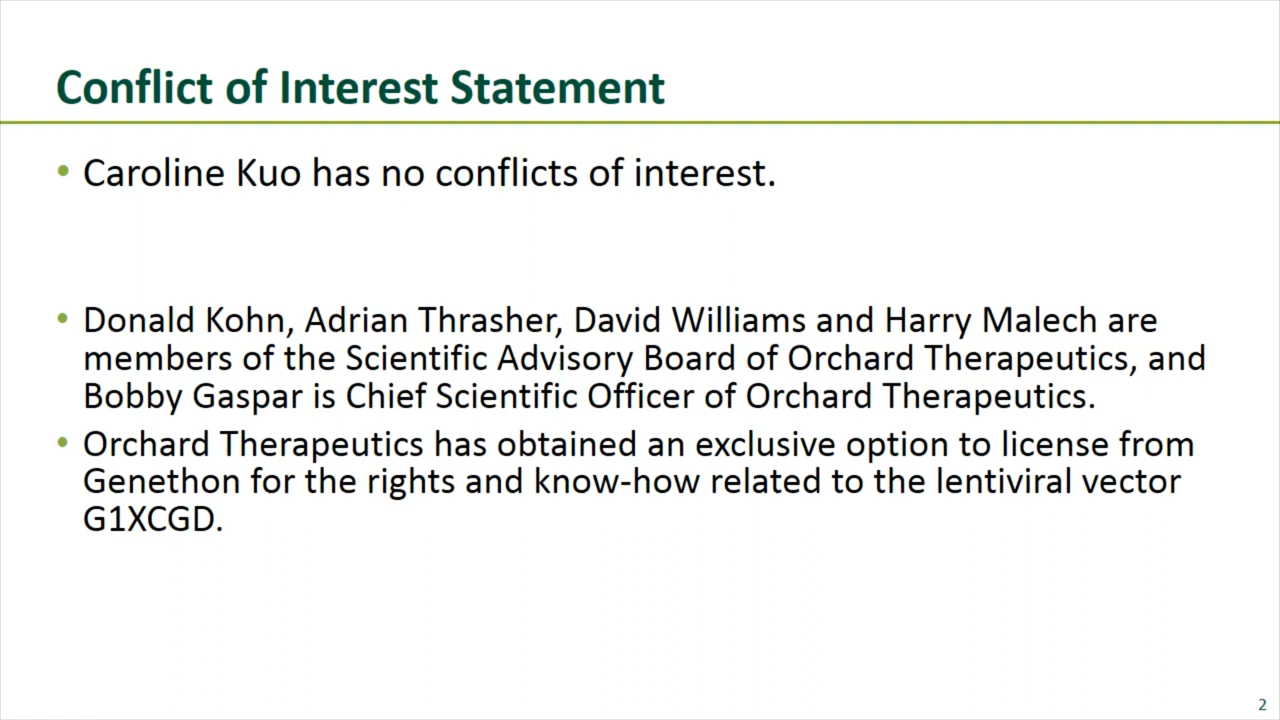 Conflict of Interest Statement
• Caroline Kuo has no conflicts of interest.
• Donald Kohn, Adrian Thrasher, David Williams and Harry Malech are
members of the Scientific Advisory Board of Orchard Therapeutics, and
Bobby Gaspar is Chief Scientific Officer of Orchard Therapeutics.
• Orchard Therapeutics has obtained an exclusive option to license from
Genethon for the rights and know-how related to the lentiviral vector
G1XCGD.
2